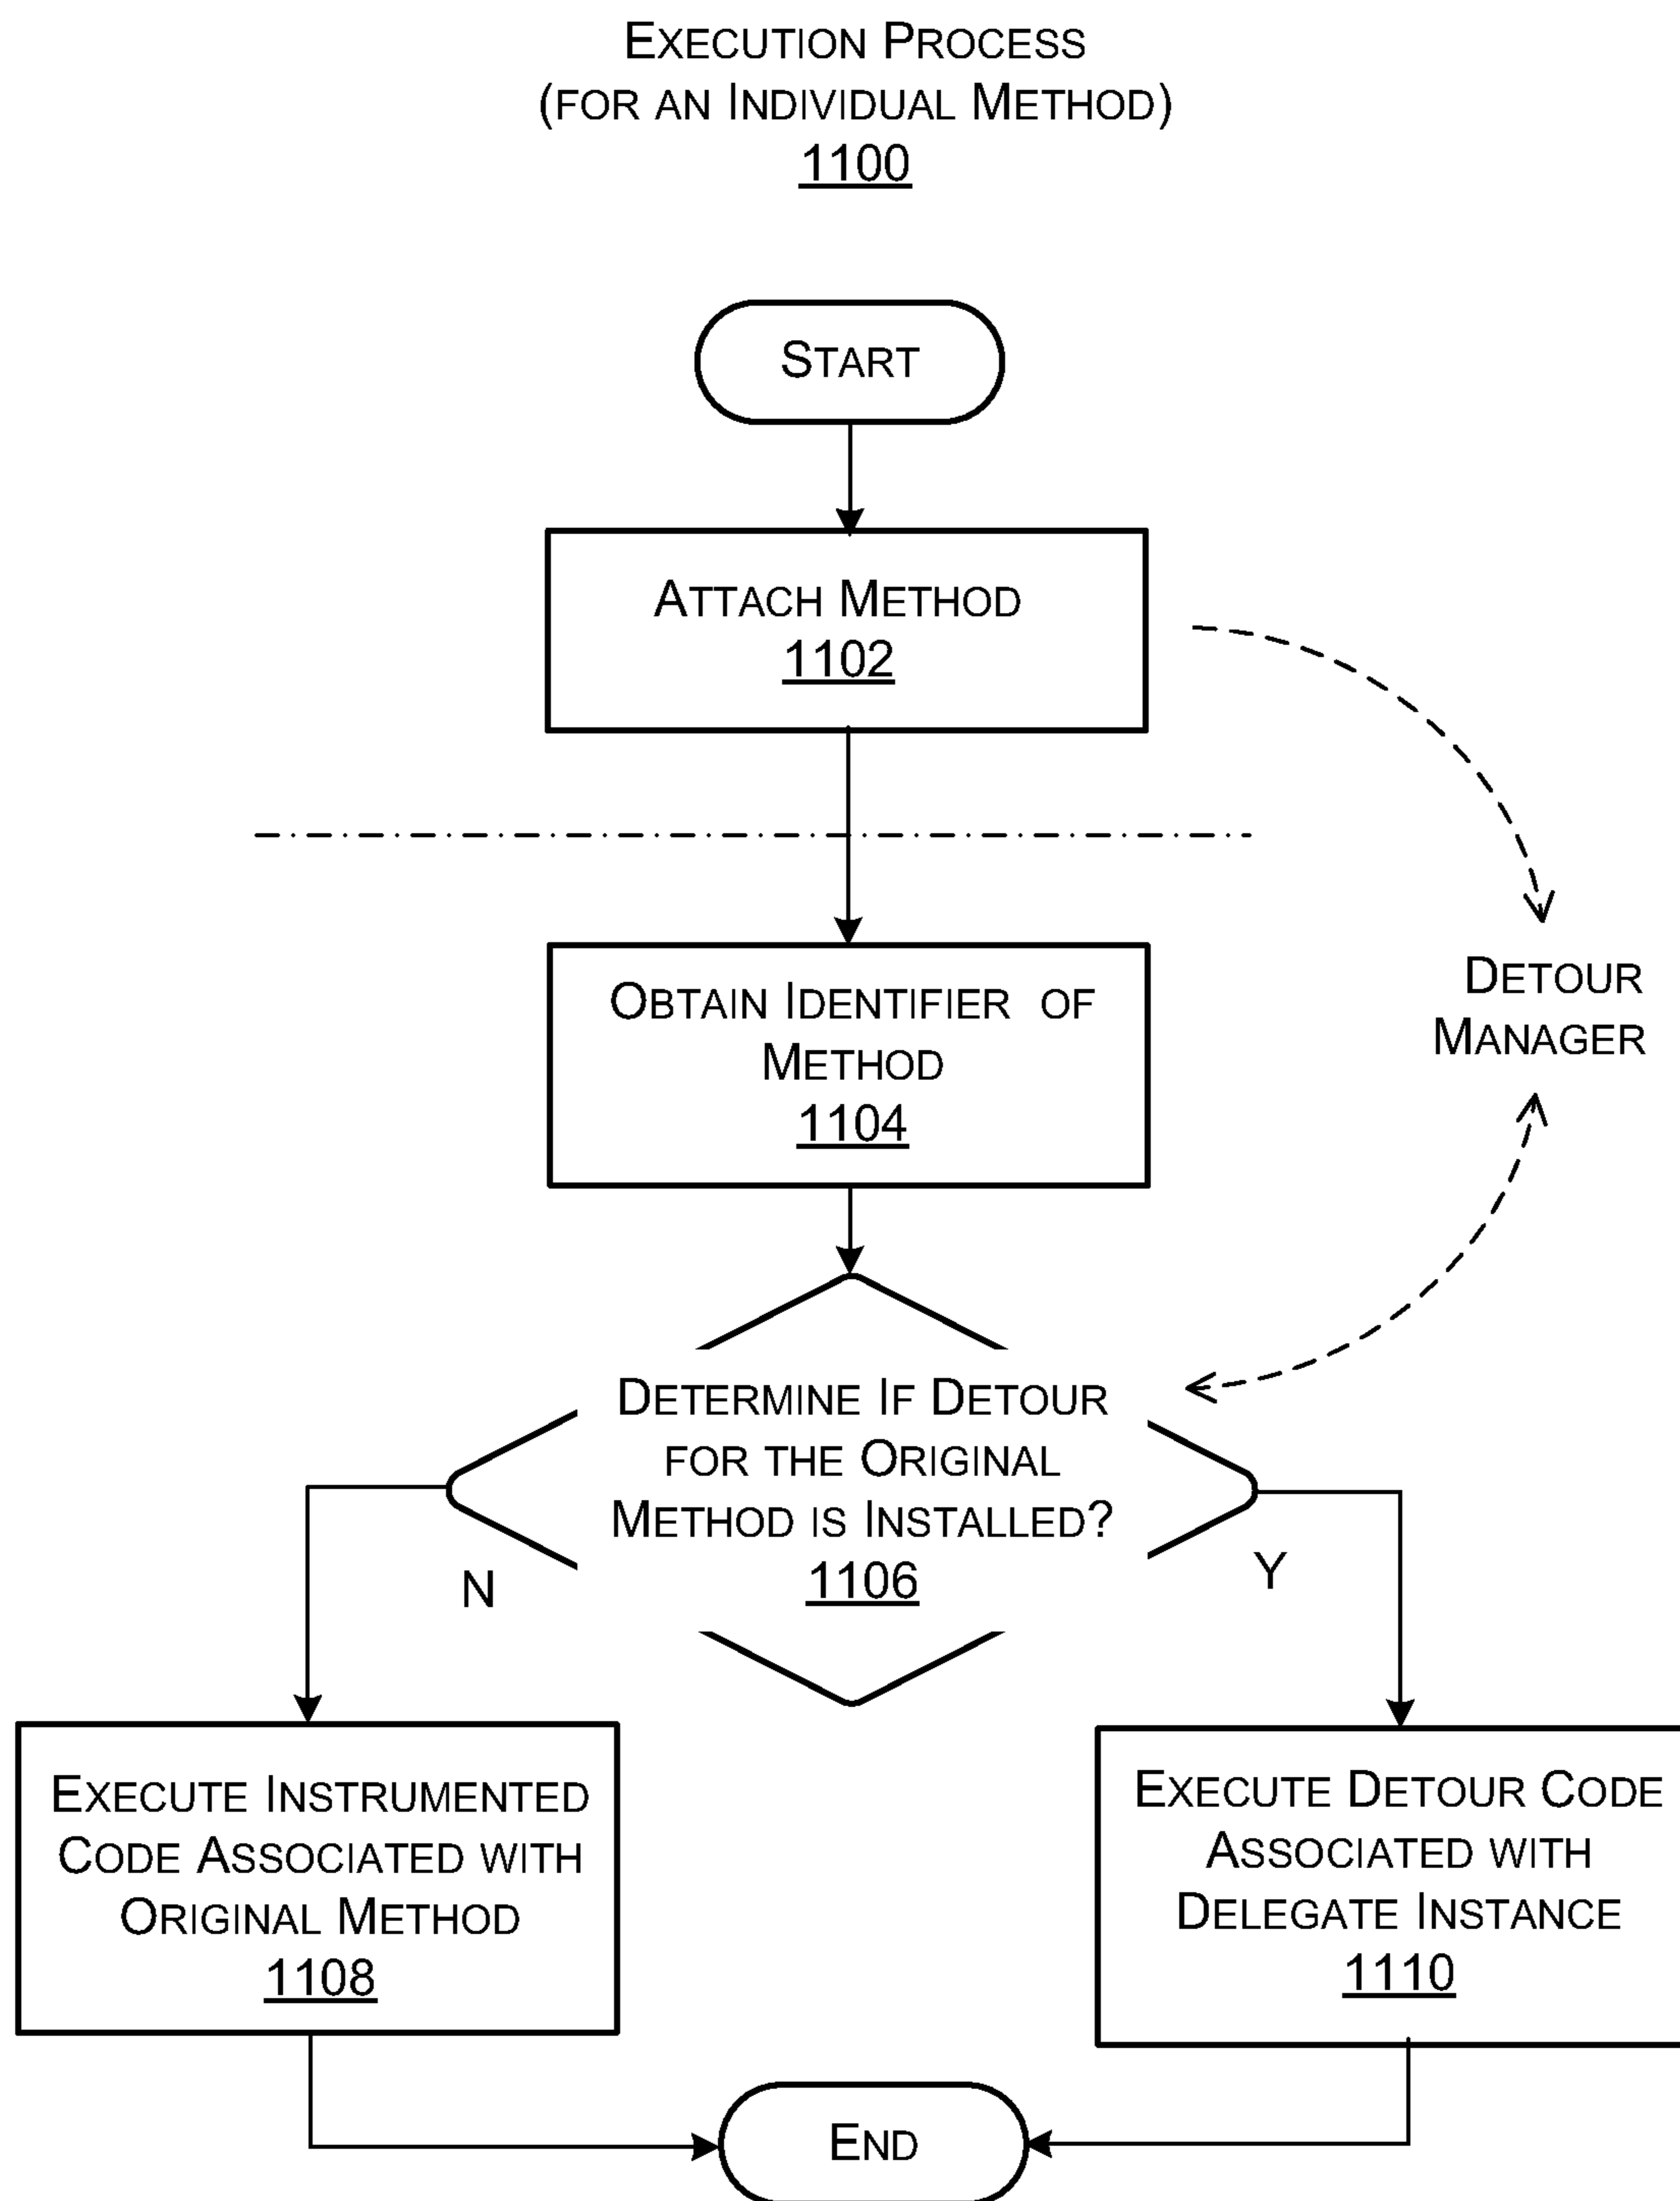 EXECUTION PROCESS
(FOR AN INDIVIDUAL METHOD)
1100
START
ATTACH METHOD
1102
OBTAIN IDENTIFIER OF
METHOD
1104
DETOUR
MANAGER
DETERMINE IF DETOUR
FOR THE ORIGINAL
METHOD IS INSTALLED?
1106
N
Y
EXECUTE INSTRUMENTED
CODE ASSOCIATED WITH
ORIGINAL METHOD
1108
EXECUTE DETOUR CODE
ASSOCIATED WITH
DELEGATE INSTANCE
1110
END